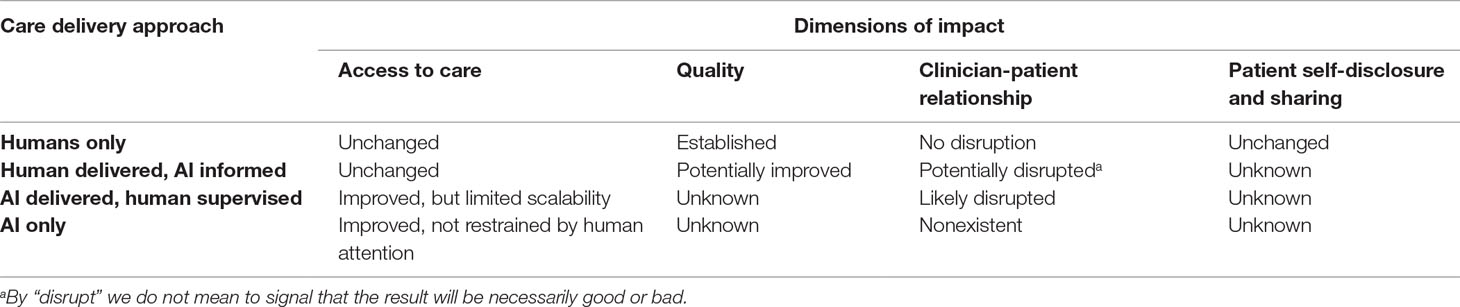 Care delivery approach Dimensions of impact
Access to care Quality Clinician-patient relationship Patient self-disclosure and sharing
Humans only Unchanged Established No disruption Unchanged
Human delivered, AI informed Unchanged Potentially improved Potentially disruptedᵃ Unknown
AI delivered, human supervised Improved, but limited scalability Unknown Likely disrupted Unknown
AI only Improved, not restrained by human attention Unknown Nonexistent Unknown
ᵃBy “disrupt” we do not mean to signal that the result will be necessarily good or bad.